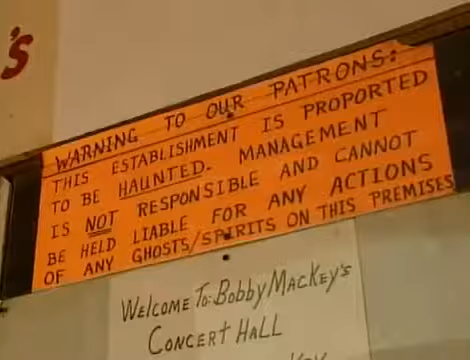 'S
WARNING TO OUR PATRONS:
THIS ESTABLISHMENT IS PROPORTED
TO BE HAUNTED. MANAGEMENT
IS NOT RESPONSIBLE AND CANNOT
BE HELD LIABLE FOR ANY ACTIONS
OF ANY GHOSTS/SPIRITS ON THIS PREMISES
WELCOME TO: BOBBY MACKEY'S
CONCERT HALL